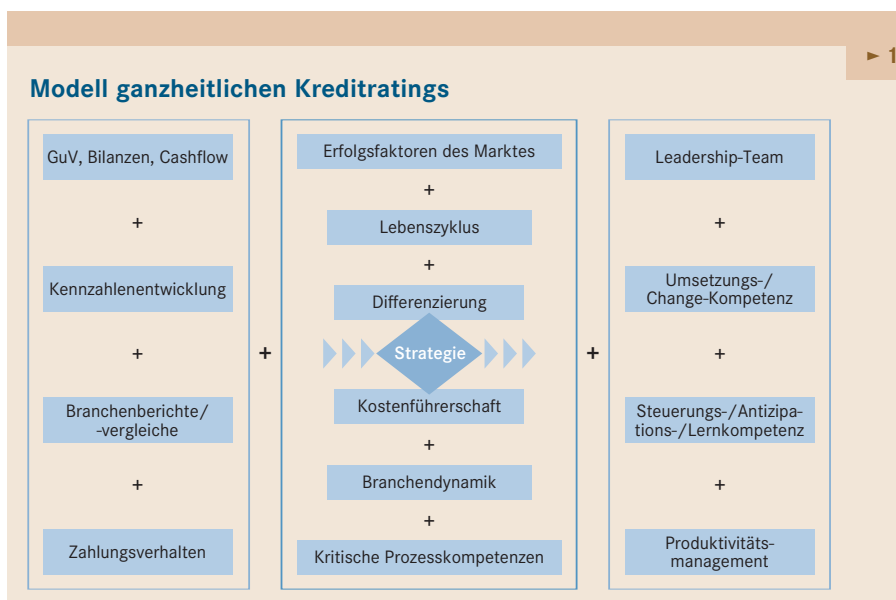 ► 1
Modell ganzheitlichen Kreditratings
GuV, Bilanzen, Cashflow
+
Kennzahlenentwicklung
+
Branchenberichte/
-vergleiche
+
Zahlungsverhalten
+
Erfolgsfaktoren des Marktes
+
Lebenszyklus
+
Differenzierung
Strategie
Kostenführerschaft
+
Branchendynamik
+
Kritische Prozesskompetenzen
+
Leadership-Team
+
Umsetzungs-/
Change-Kompetenz
+
Steuerungs-/Antizipa-
tions-/Lernkompetenz
+
Produktivitäts-
management